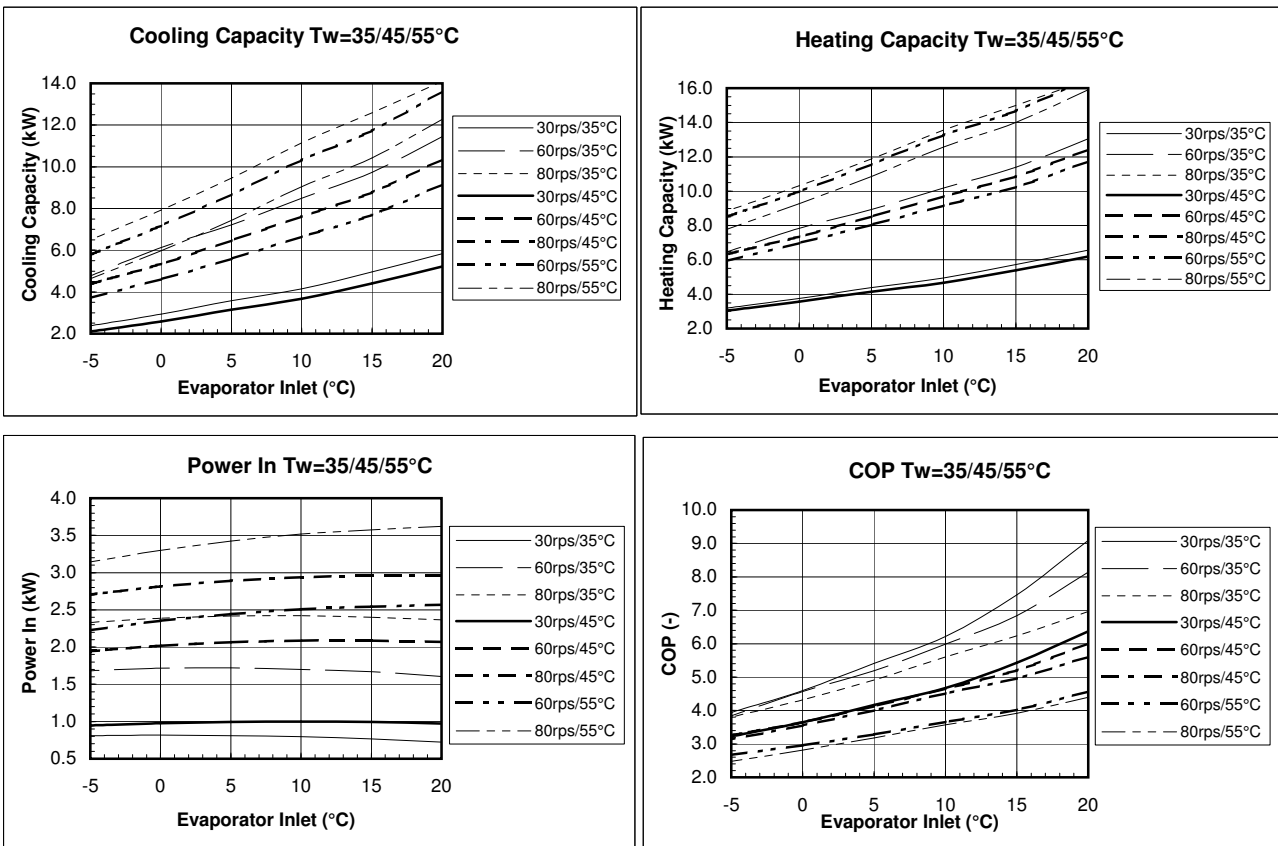 Cooling Capacity Tw=35/45/55°C
Cooling Capacity (kW)
14.0
12.0
10.0
8.0
6.0
4.0
2.0
-5 0 5 10 15 20
Evaporator Inlet (°C)
30rps/35°C
60rps/35°C
80rps/35°C
30rps/45°C
60rps/45°C
80rps/45°C
60rps/55°C
80rps/55°C
Heating Capacity Tw=35/45/55°C
Heating Capacity (kW)
16.0
14.0
12.0
10.0
8.0
6.0
4.0
2.0
-5 0 5 10 15 20
Evaporator Inlet (°C)
30rps/35°C
60rps/35°C
80rps/35°C
30rps/45°C
60rps/45°C
80rps/45°C
60rps/55°C
80rps/55°C
Power In Tw=35/45/55°C
Power In (kW)
4.0
3.5
3.0
2.5
2.0
1.5
1.0
0.5
-5 0 5 10 15 20
Evaporator Inlet (°C)
30rps/35°C
60rps/35°C
80rps/35°C
30rps/45°C
60rps/45°C
80rps/45°C
60rps/55°C
80rps/55°C
COP Tw=35/45/55°C
COP (-)
10.0
9.0
8.0
7.0
6.0
5.0
4.0
3.0
2.0
-5 0 5 10 15 20
Evaporator Inlet (°C)
30rps/35°C
60rps/35°C
80rps/35°C
30rps/45°C
60rps/45°C
80rps/45°C
60rps/55°C
80rps/55°C